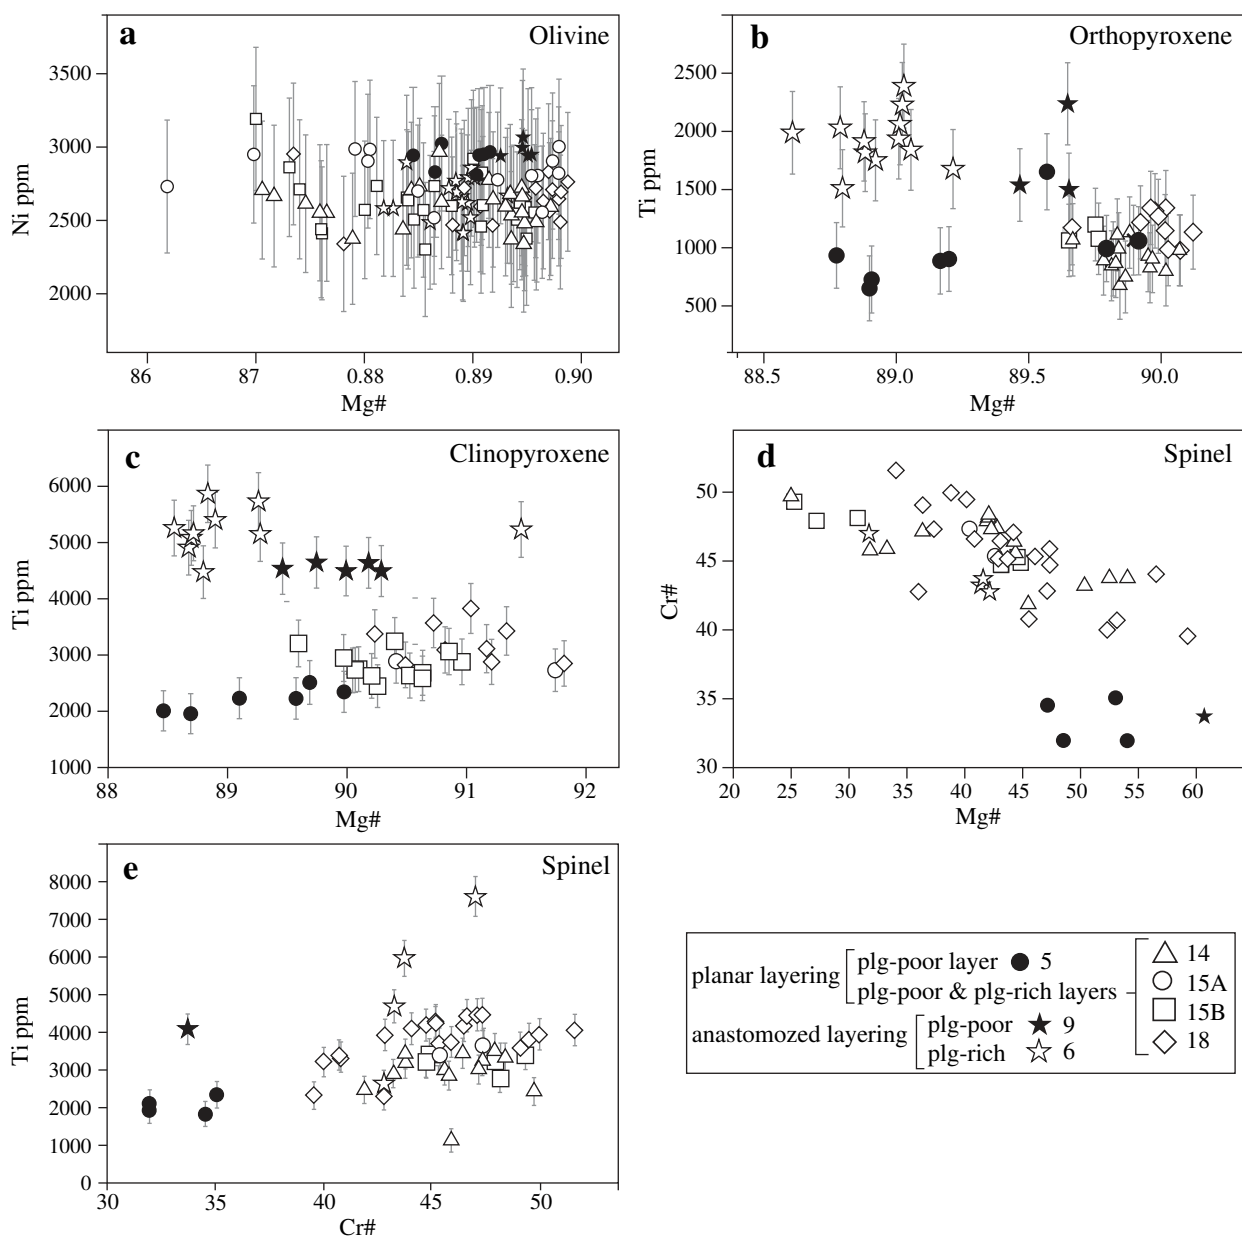 a
Olivine
3500
3000
2500
2000
Ni ppm
86
87
0.88
0.89
0.90
Mg#
b
Orthopyroxene
2500
2000
1500
1000
500
Ti ppm
88.5
89.0
89.5
90.0
Mg#
c
Clinopyroxene
6000
5000
4000
3000
2000
1000
Ti ppm
88
89
90
91
92
Mg#
d
Spinel
50
45
40
35
30
Cr#
20
25
30
35
40
45
50
55
60
Mg#
e
Spinel
8000
7000
6000
5000
4000
3000
2000
1000
0
Ti ppm
30
35
40
45
50
Cr#
planar layering
plg-poor layer 5
plg-poor & plg-rich layers
anastomozed layering
plg-poor 9
plg-rich 6
14
15A
15B
18